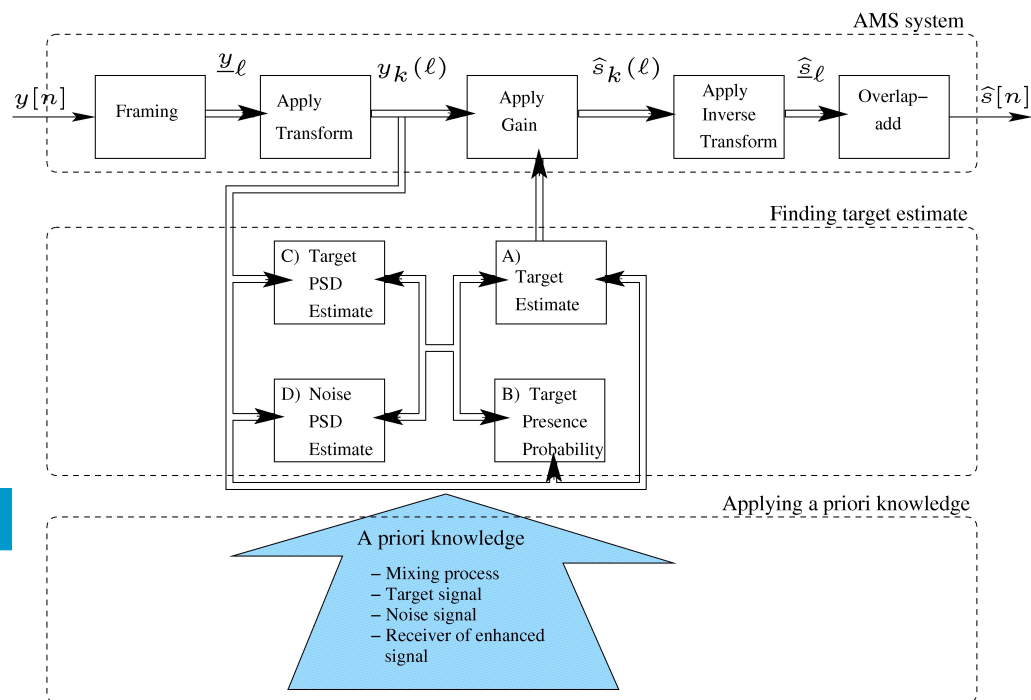 AMS system
y[n]
Framing
y_ℓ
Apply
Transform
y_k(ℓ)
Apply
Gain
ŝ_k(ℓ)
Apply
Inverse
Transform
ŝ_ℓ
Overlap−
add
ŝ[n]
Finding target estimate
C) Target
PSD
Estimate
A)
Target
Estimate
D) Noise
PSD
Estimate
B) Target
Presence
Probability
Applying a priori knowledge
A priori knowledge
− Mixing process
− Target signal
− Noise signal
− Receiver of enhanced
signal